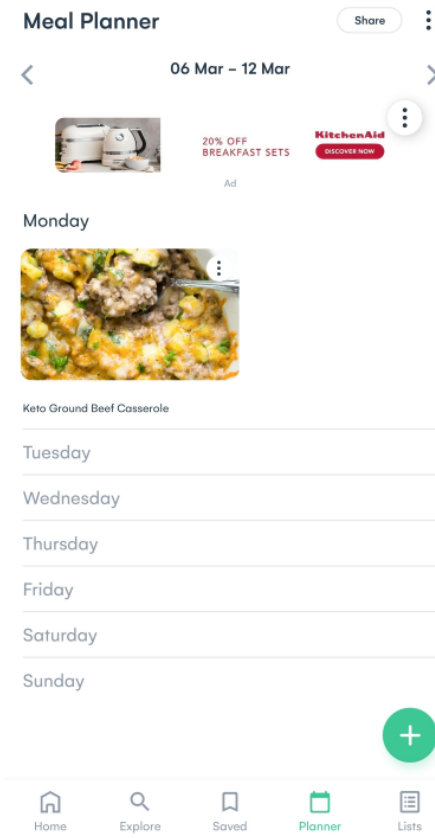 Meal Planner
Share
06 Mar – 12 Mar
20% OFF
BREAKFAST SETS
KitchenAid
DISCOVER NOW
Ad
Monday
Keto Ground Beef Casserole
Tuesday
Wednesday
Thursday
Friday
Saturday
Sunday
Home
Explore
Saved
Planner
Lists